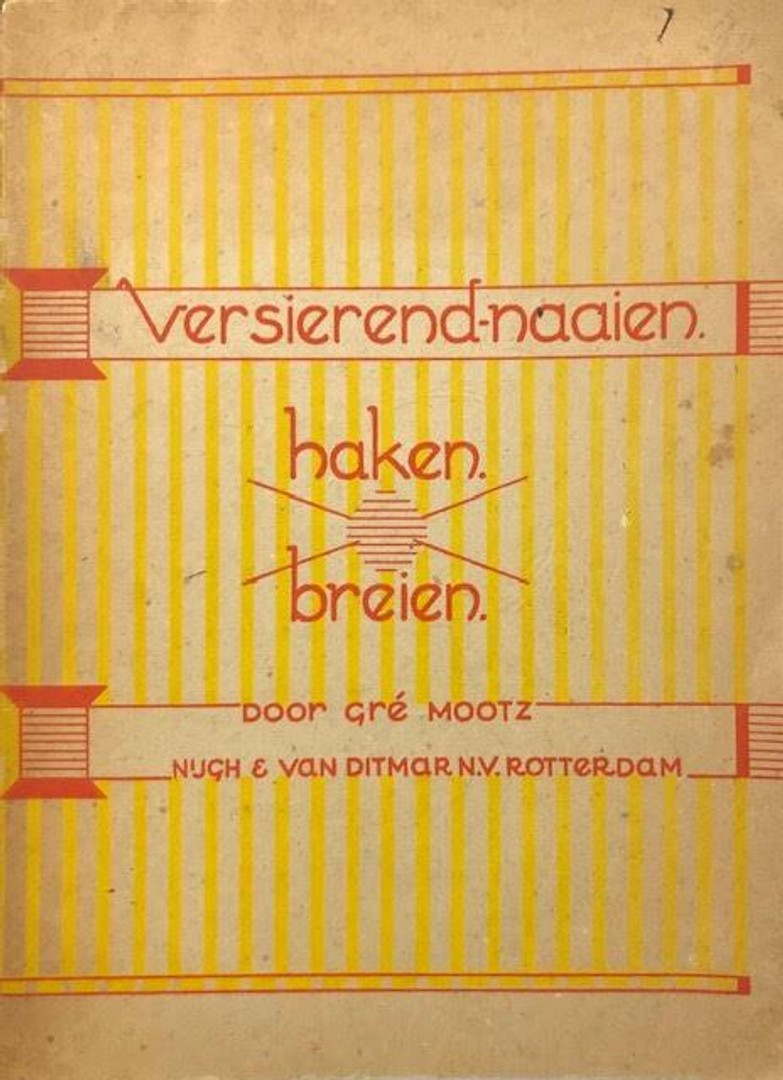 versierend-naaien.
haken.
breien.
DOOR GRÉ MOOTZ
NIJGH & VAN DITMAR N.V. ROTTERDAM